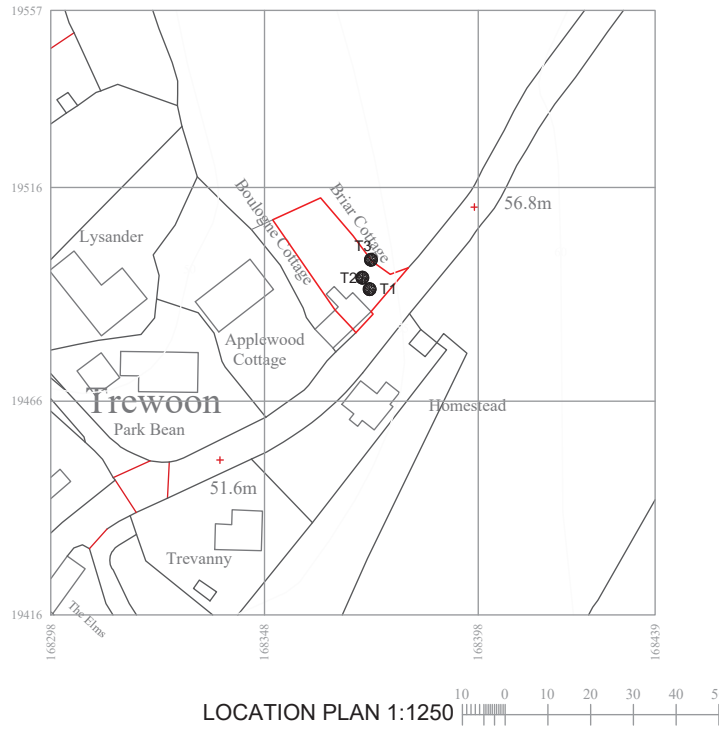 19557
19516
56.8m
Briar Cottage
Boulogne Cottage
Lysander
T3
T2
T1
Applewood
Cottage
Trewoon
Park Bean
19466
Homestead
51.6m
Trevanny
19416
The Elms
168298
168348
168398
168439
LOCATION PLAN 1:1250
10 0 10 20 30 40